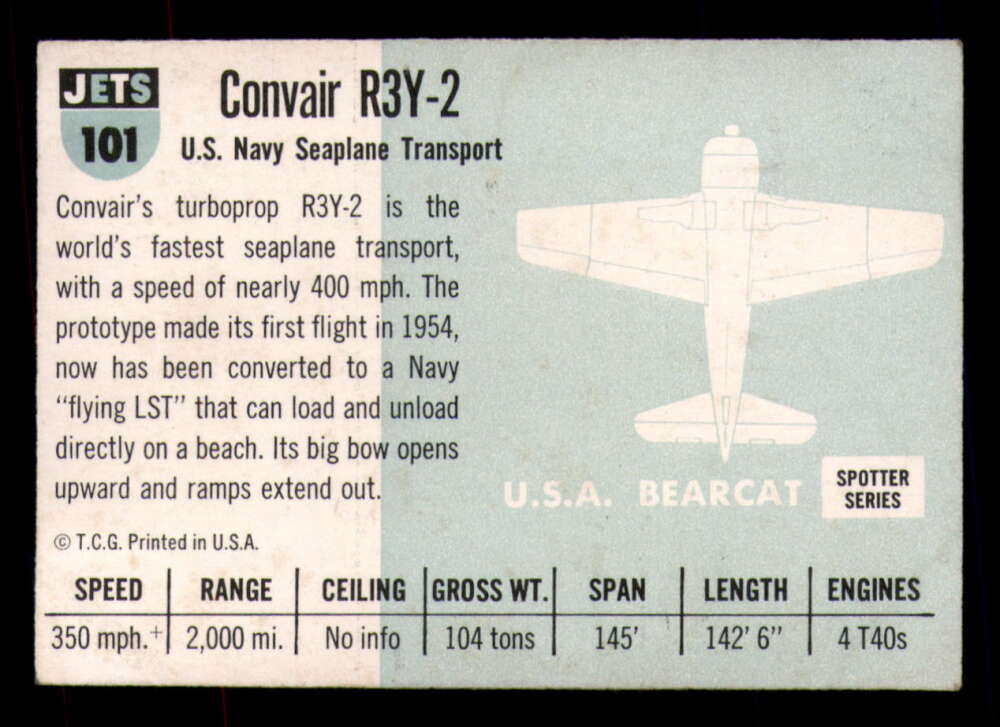 JETS
101
Convair R3Y-2
U.S. Navy Seaplane Transport
Convair's turboprop R3Y-2 is the
world's fastest seaplane transport,
with a speed of nearly 400 mph. The
prototype made its first flight in 1954,
now has been converted to a Navy
"flying LST" that can load and unload
directly on a beach. Its big bow opens
upward and ramps extend out.
© T.C.G. Printed in U.S.A.
U.S.A. BEARCAT
SPOTTER
SERIES
SPEED RANGE CEILING GROSS WT. SPAN LENGTH ENGINES
350 mph.+ 2,000 mi. No info 104 tons 145' 142' 6" 4 T40s